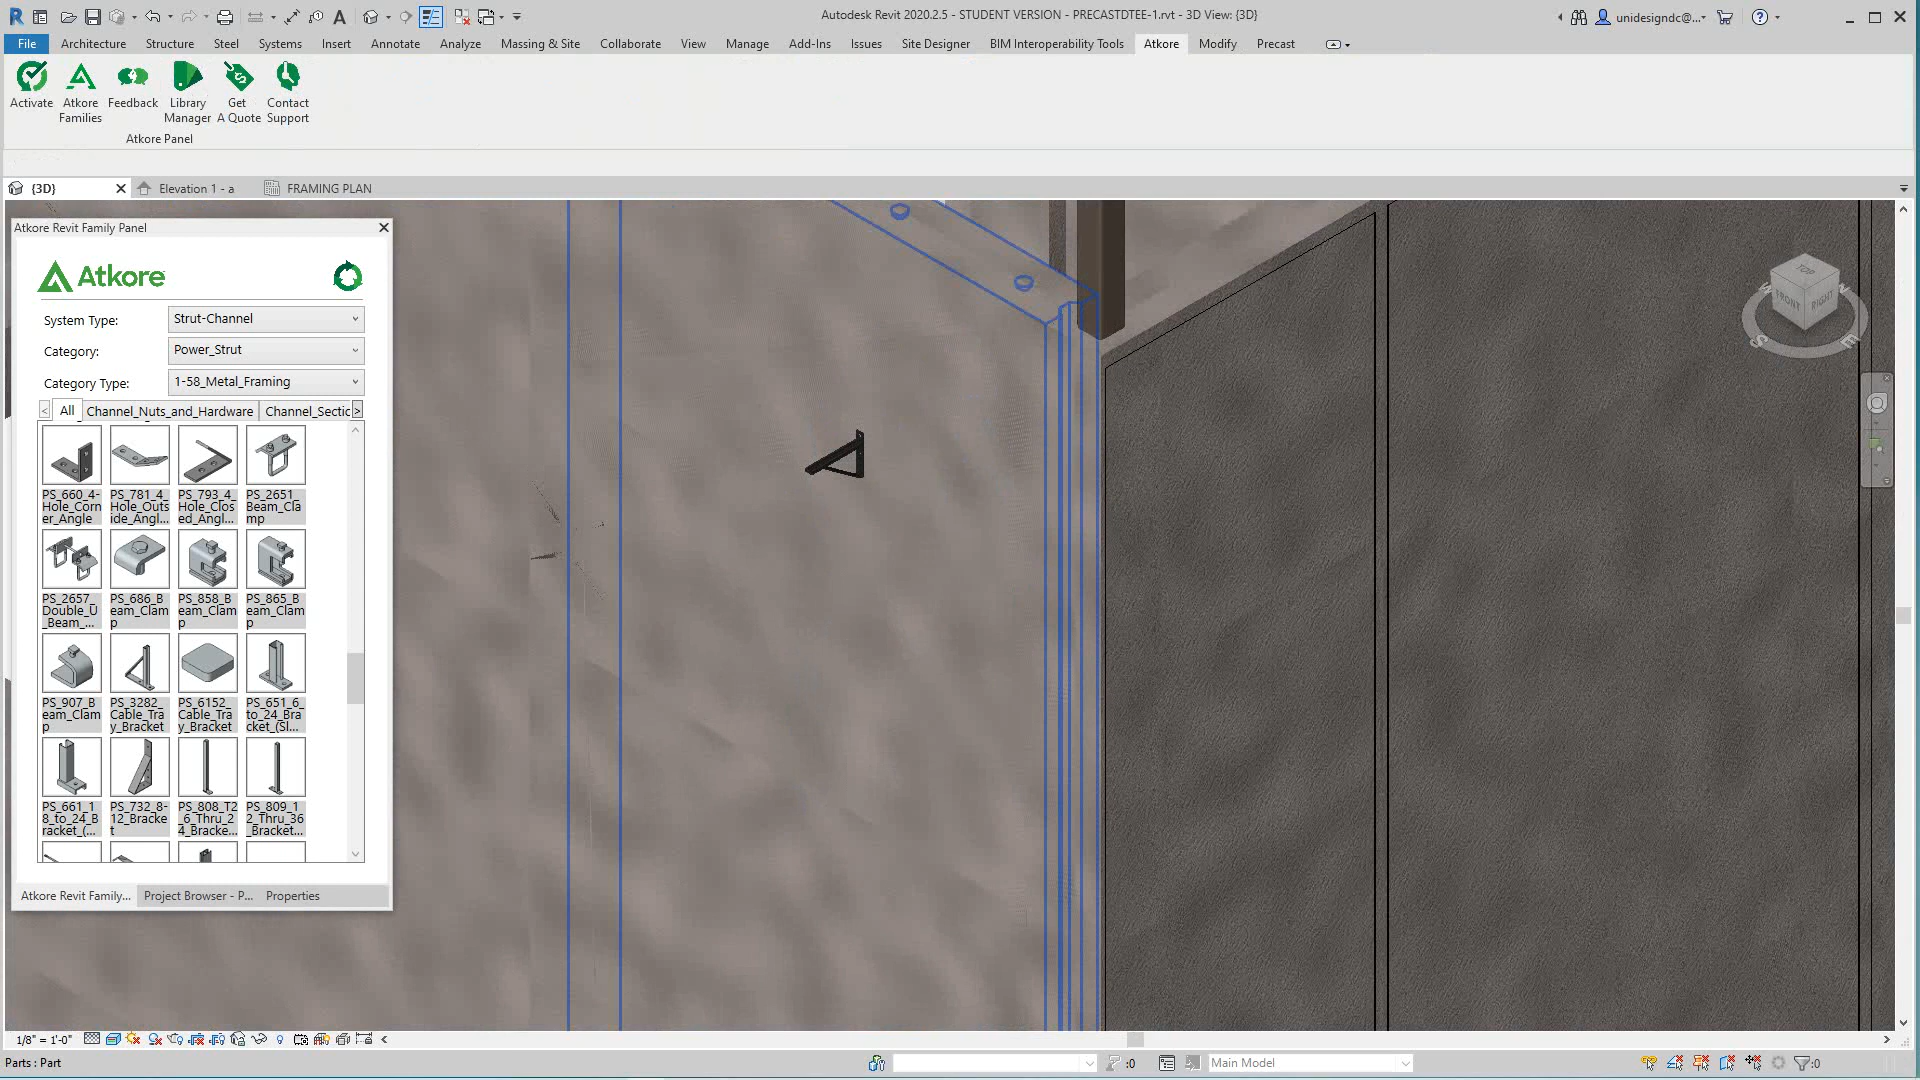 Autodesk Revit 2020.2.5 - STUDENT VERSION - PRECASTDTEE-1.rvt - 3D View: {3D}
unidesigndc@...
File Architecture Structure Steel Systems Insert Annotate Analyze Massing & Site Collaborate View Manage Add-Ins Issues Site Designer BIM Interoperability Tools Atkore Modify Precast
Activate
Atkore
Families
Feedback
Library
Manager
Get
A Quote
Contact
Support
Atkore Panel
{3D} Elevation 1 - a FRAMING PLAN
Atkore Revit Family Panel
Atkore
System Type: Strut-Channel
Category: Power_Strut
Category Type: 1-58_Metal_Framing
< All Channel_Nuts_and_Hardware Channel_Sectic >
PS_660_4-
Hole_Corn
er_Angle
PS_781_4_
Hole_Outs
ide_Angl...
PS_793_4_
Hole_Clos
ed_Angl...
PS_2651_
Beam_Cla
mp
PS_2657_
Double_U
_Beam_...
PS_686_B
eam_Clam
p
PS_858_B
eam_Clam
p
PS_865_B
eam_Clam
p
PS_907_B
eam_Clam
p
PS_3282_
Cable_Tra
y_Bracket
PS_6152_
Cable_Tra
y_Bracket
PS_651_6_
to_24_Bra
cket_(Sl...
PS_661_1
8_to_24_B
racket_(...
PS_732_8-
12_Bracke
t
PS_808_T2
_6_Thru_2
4_Bracke...
PS_809_1
2_Thru_36
_Bracket...
Atkore Revit Family... Project Browser - P... Properties
TOP
FRONT
RIGHT
W
N
S
E
1/8" = 1'-0"
Parts : Part
:0
Main Model
:0